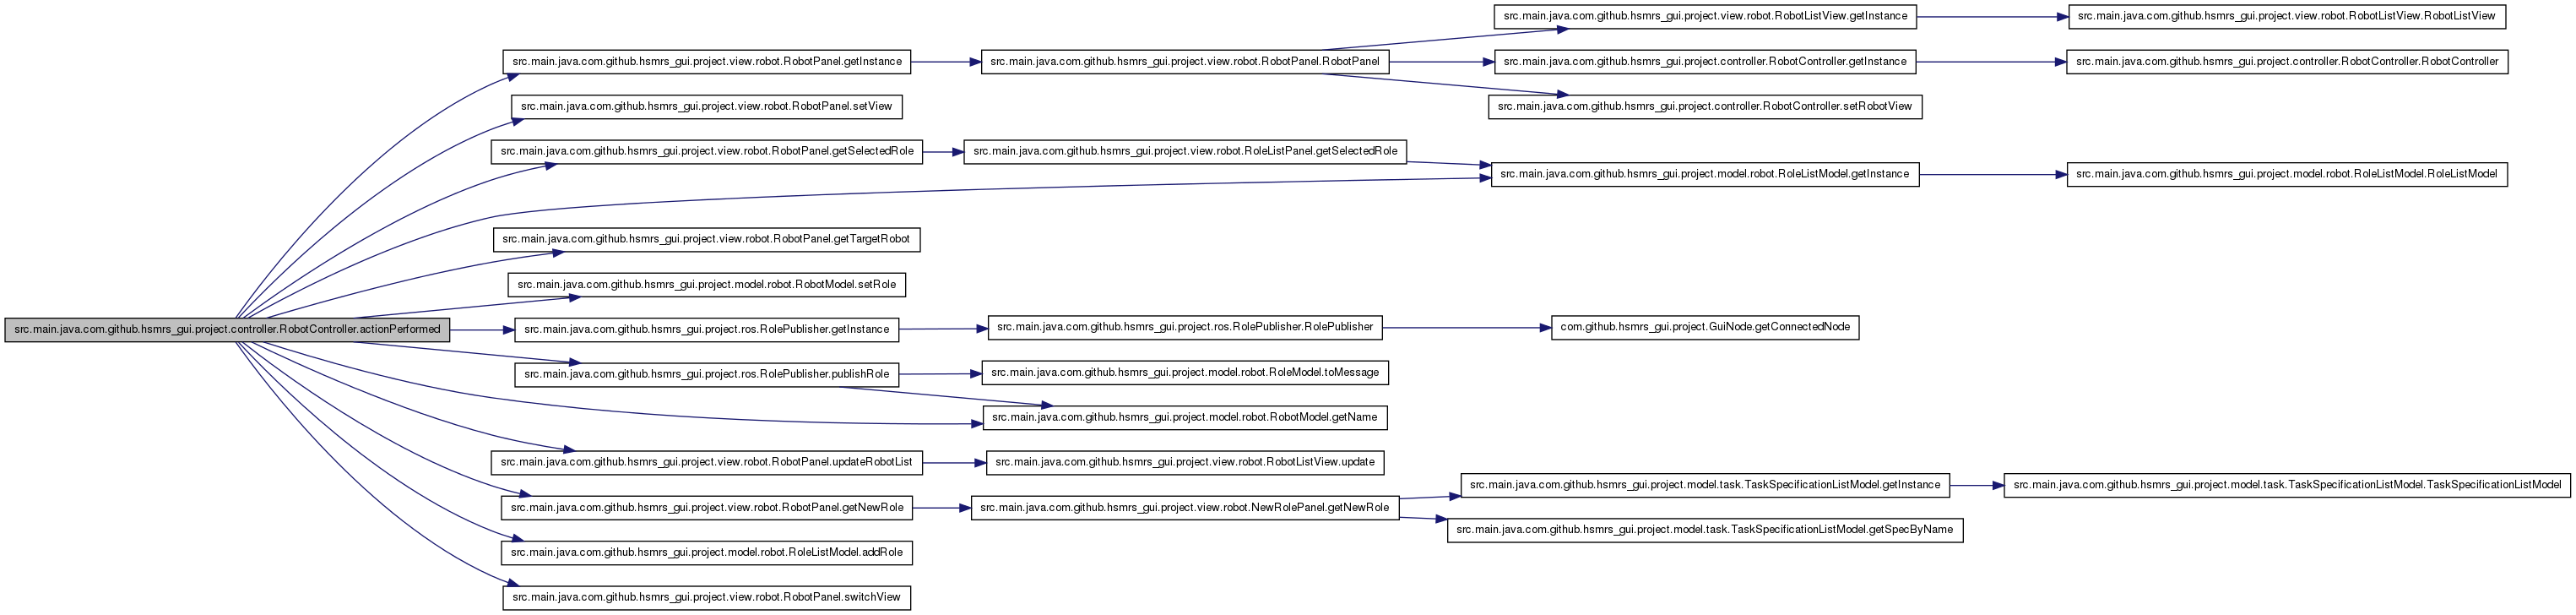 src.main.java.com.github.hsmrs_gui.project.view.robot.RobotListView.getInstance
src.main.java.com.github.hsmrs_gui.project.view.robot.RobotListView.RobotListView
src.main.java.com.github.hsmrs_gui.project.view.robot.RobotPanel.getInstance
src.main.java.com.github.hsmrs_gui.project.view.robot.RobotPanel.RobotPanel
src.main.java.com.github.hsmrs_gui.project.controller.RobotController.getInstance
src.main.java.com.github.hsmrs_gui.project.controller.RobotController.RobotController
src.main.java.com.github.hsmrs_gui.project.view.robot.RobotPanel.setView
src.main.java.com.github.hsmrs_gui.project.controller.RobotController.setRobotView
src.main.java.com.github.hsmrs_gui.project.view.robot.RobotPanel.getSelectedRole
src.main.java.com.github.hsmrs_gui.project.view.robot.RoleListPanel.getSelectedRole
src.main.java.com.github.hsmrs_gui.project.model.robot.RoleListModel.getInstance
src.main.java.com.github.hsmrs_gui.project.model.robot.RoleListModel.RoleListModel
src.main.java.com.github.hsmrs_gui.project.view.robot.RobotPanel.getTargetRobot
src.main.java.com.github.hsmrs_gui.project.model.robot.RobotModel.setRole
src.main.java.com.github.hsmrs_gui.project.controller.RobotController.actionPerformed
src.main.java.com.github.hsmrs_gui.project.ros.RolePublisher.getInstance
src.main.java.com.github.hsmrs_gui.project.ros.RolePublisher.RolePublisher
com.github.hsmrs_gui.project.GuiNode.getConnectedNode
src.main.java.com.github.hsmrs_gui.project.ros.RolePublisher.publishRole
src.main.java.com.github.hsmrs_gui.project.model.robot.RoleModel.toMessage
src.main.java.com.github.hsmrs_gui.project.model.robot.RobotModel.getName
src.main.java.com.github.hsmrs_gui.project.view.robot.RobotPanel.updateRobotList
src.main.java.com.github.hsmrs_gui.project.view.robot.RobotListView.update
src.main.java.com.github.hsmrs_gui.project.model.task.TaskSpecificationListModel.getInstance
src.main.java.com.github.hsmrs_gui.project.model.task.TaskSpecificationListModel.TaskSpecificationListModel
src.main.java.com.github.hsmrs_gui.project.view.robot.RobotPanel.getNewRole
src.main.java.com.github.hsmrs_gui.project.view.robot.NewRolePanel.getNewRole
src.main.java.com.github.hsmrs_gui.project.model.task.TaskSpecificationListModel.getSpecByName
src.main.java.com.github.hsmrs_gui.project.model.robot.RoleListModel.addRole
src.main.java.com.github.hsmrs_gui.project.view.robot.RobotPanel.switchView